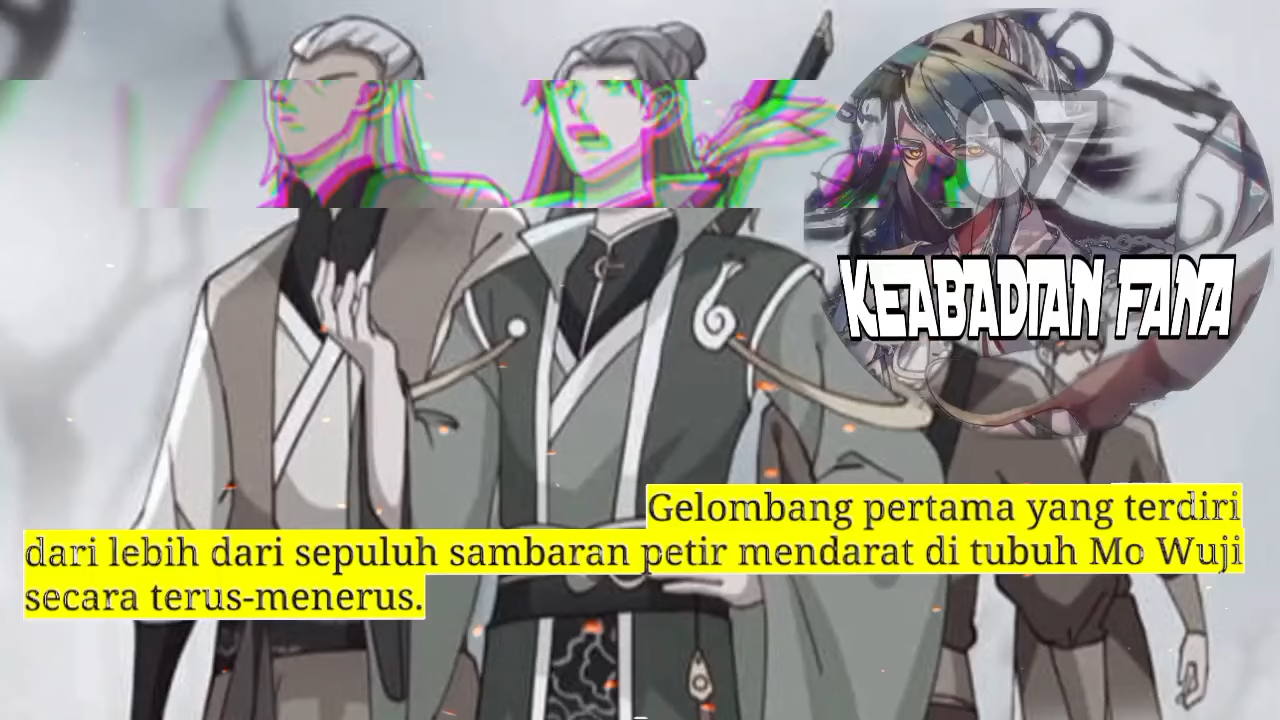 KEABADIAN FANA
Gelombang pertama yang terdiri
dari lebih dari sepuluh sambaran petir mendarat di tubuh Mo Wuji
secara terus-menerus.